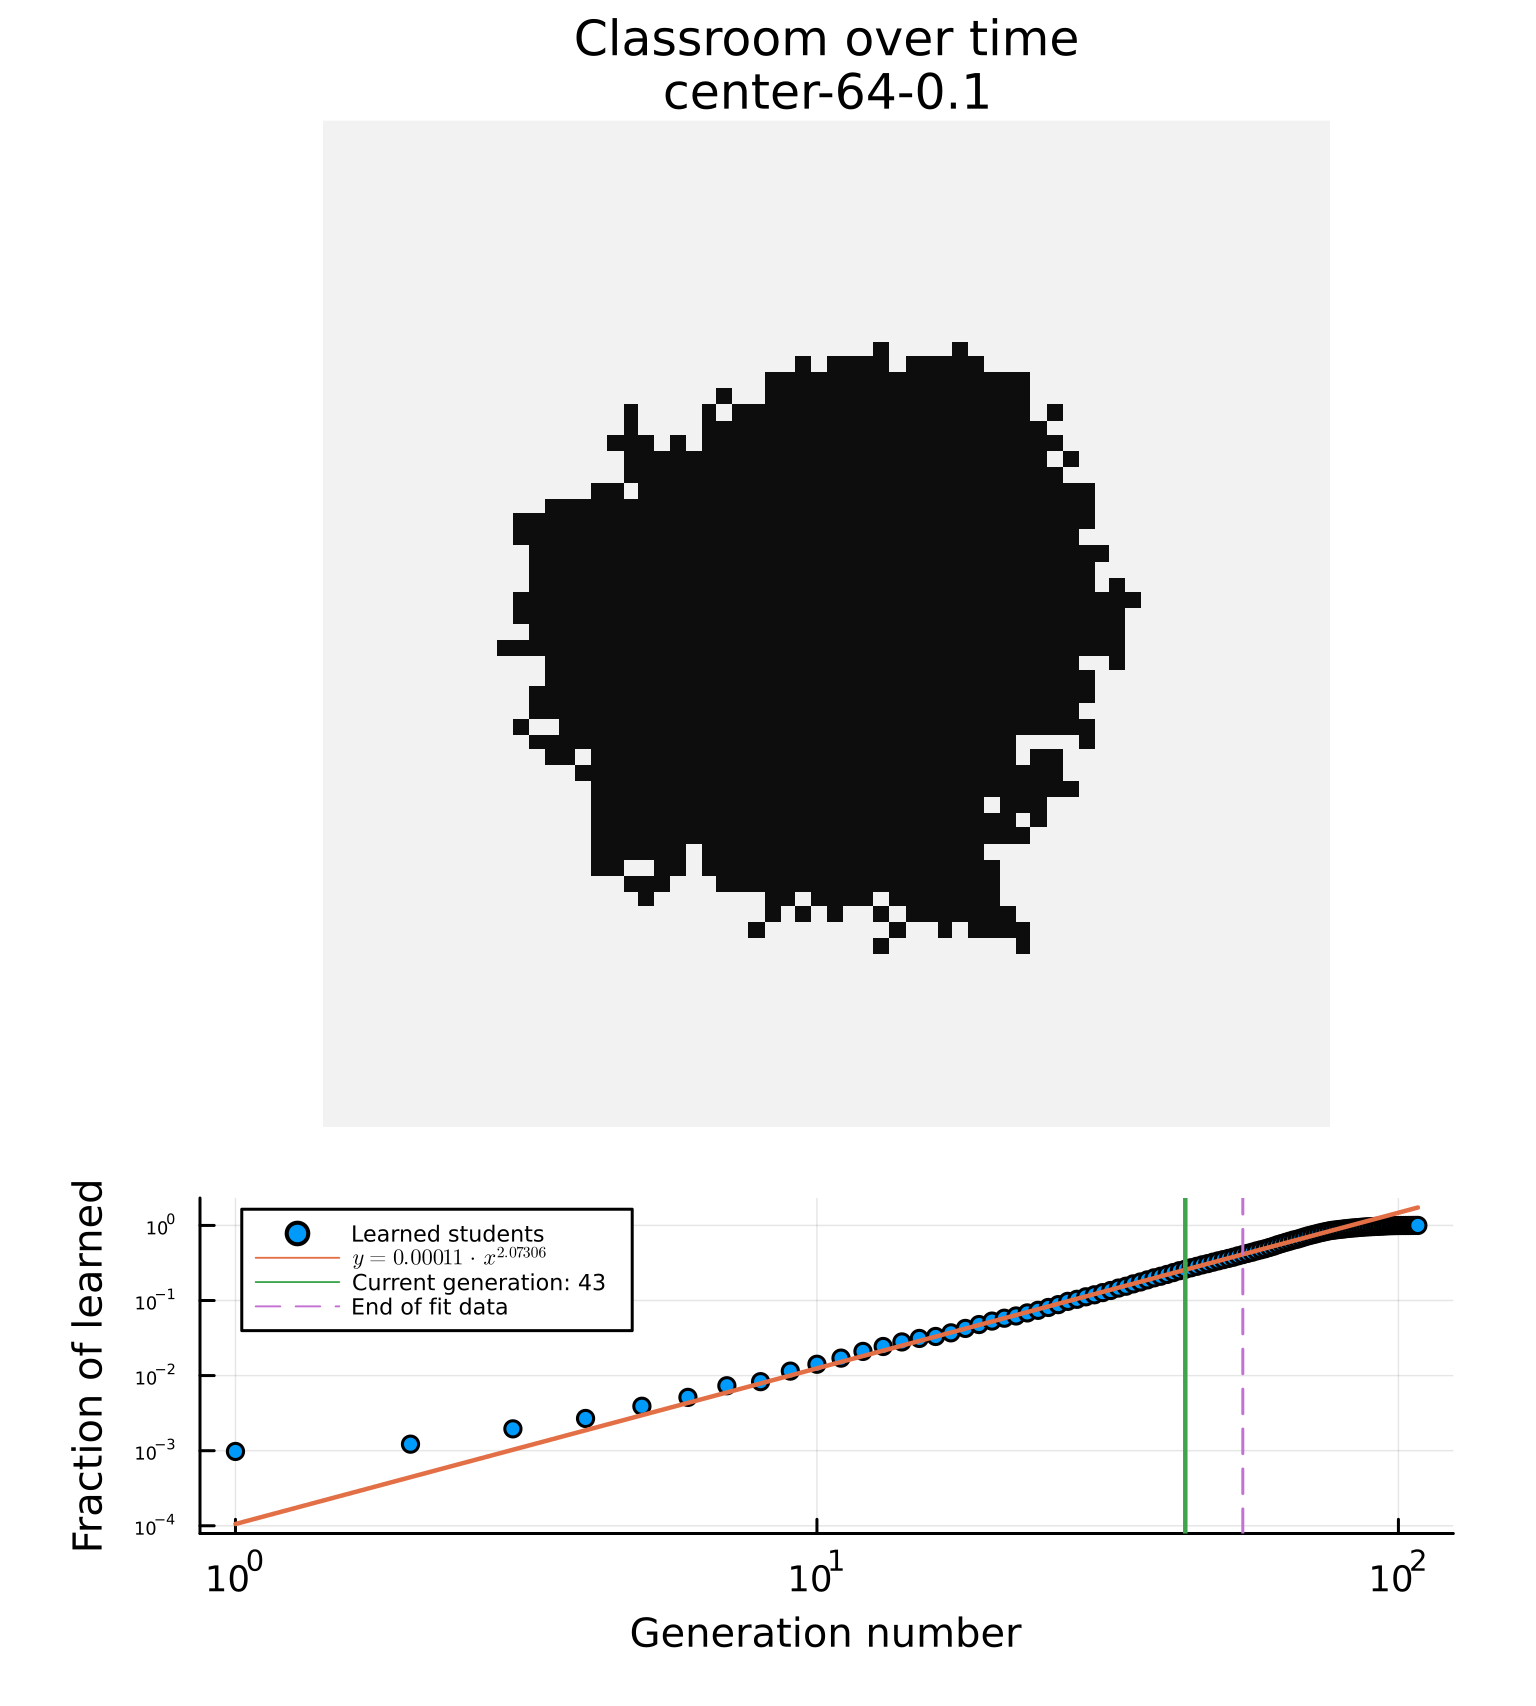 Classroom over time
center-64-0.1
Fraction of learned
10^0
10^-1
10^-2
10^-3
10^-4
Learned students
y = 0.00011 · x^2.07306
Current generation: 43
End of fit data
10^0 10^1 10^2
Generation number